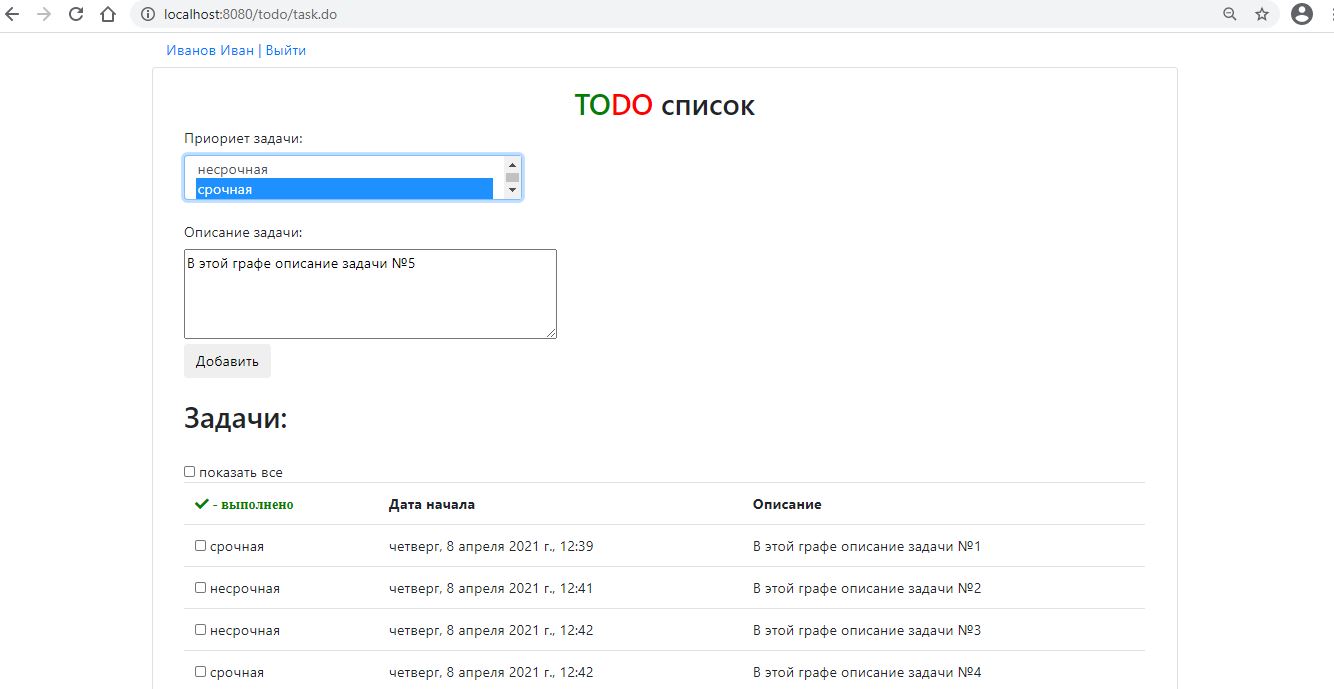 localhost:8080/todo/task.do
Иванов Иван | Выйти
TODO список
Приориет задачи:
несрочная
срочная
Описание задачи:
В этой графе описание задачи №5
Добавить
Задачи:
показать все
- выполнено Дата начала Описание
срочная четверг, 8 апреля 2021 г., 12:39 В этой графе описание задачи №1
несрочная четверг, 8 апреля 2021 г., 12:41 В этой графе описание задачи №2
несрочная четверг, 8 апреля 2021 г., 12:42 В этой графе описание задачи №3
срочная четверг, 8 апреля 2021 г., 12:42 В этой графе описание задачи №4